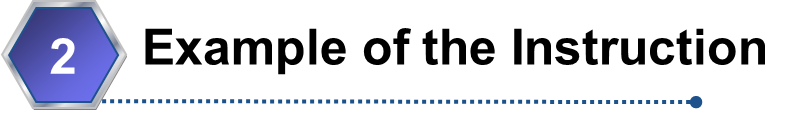 2
Example of the Instruction